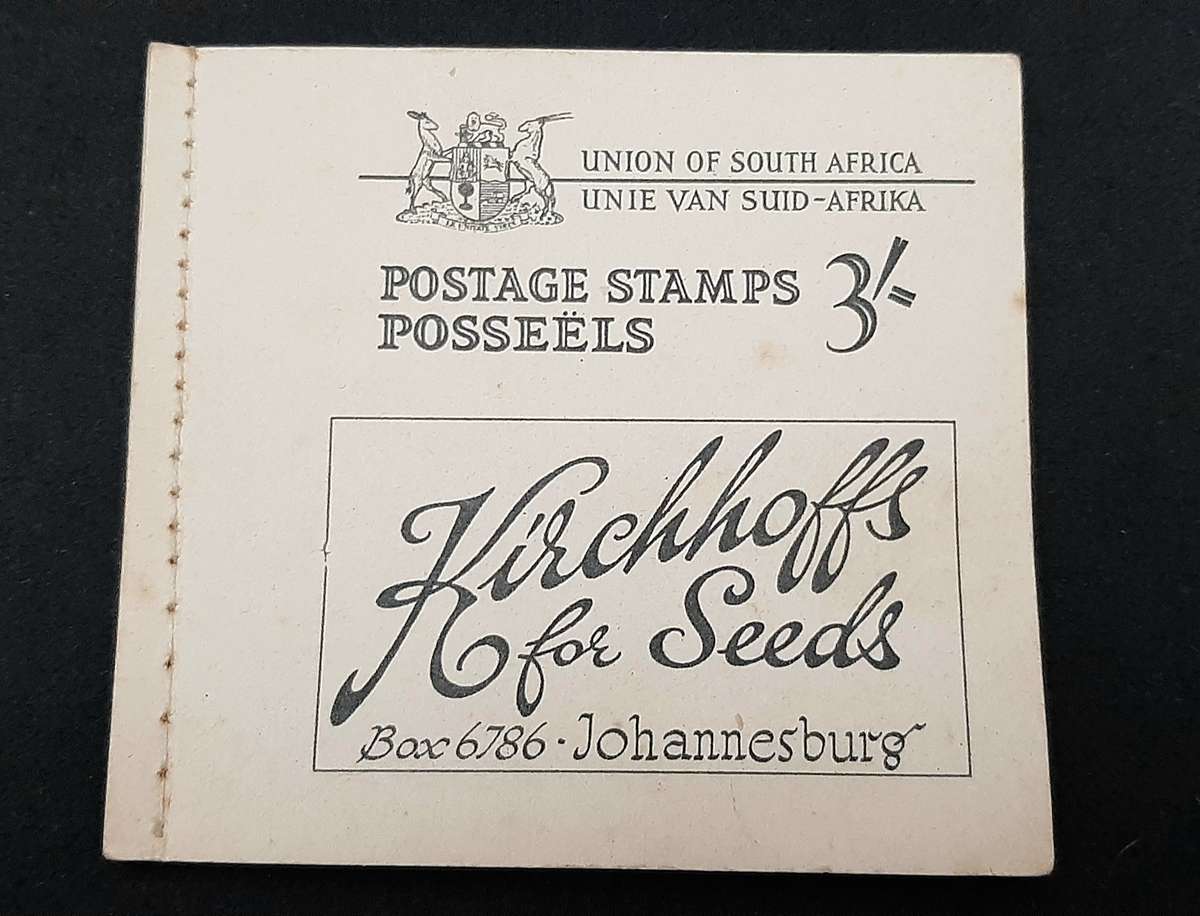 UNION OF SOUTH AFRICA
UNIE VAN SUID-AFRIKA
POSTAGE STAMPS 3/=
POSSEËLS
Kirchhoffs
for Seeds
Box 6786 · Johannesburg